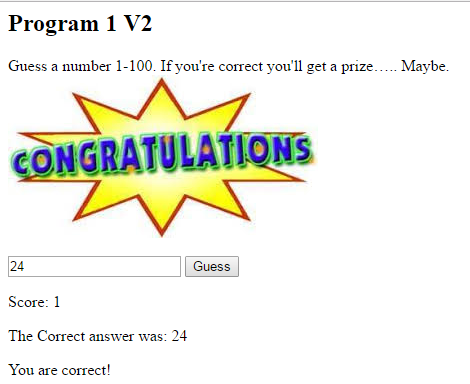 Program 1 V2
Guess a number 1-100. If you're correct you'll get a prize….. Maybe.
CONGRATULATIONS
24 Guess
Score: 1
The Correct answer was: 24
You are correct!